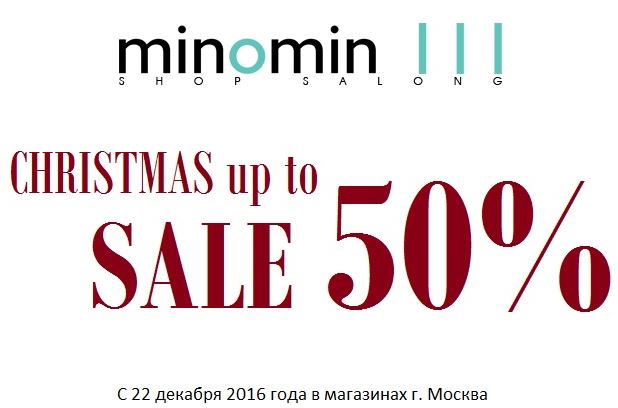 minomin
SHOP SALONG
CHRISTMAS up to
SALE 50%
С 22 декабря 2016 года в магазинах г. Москва